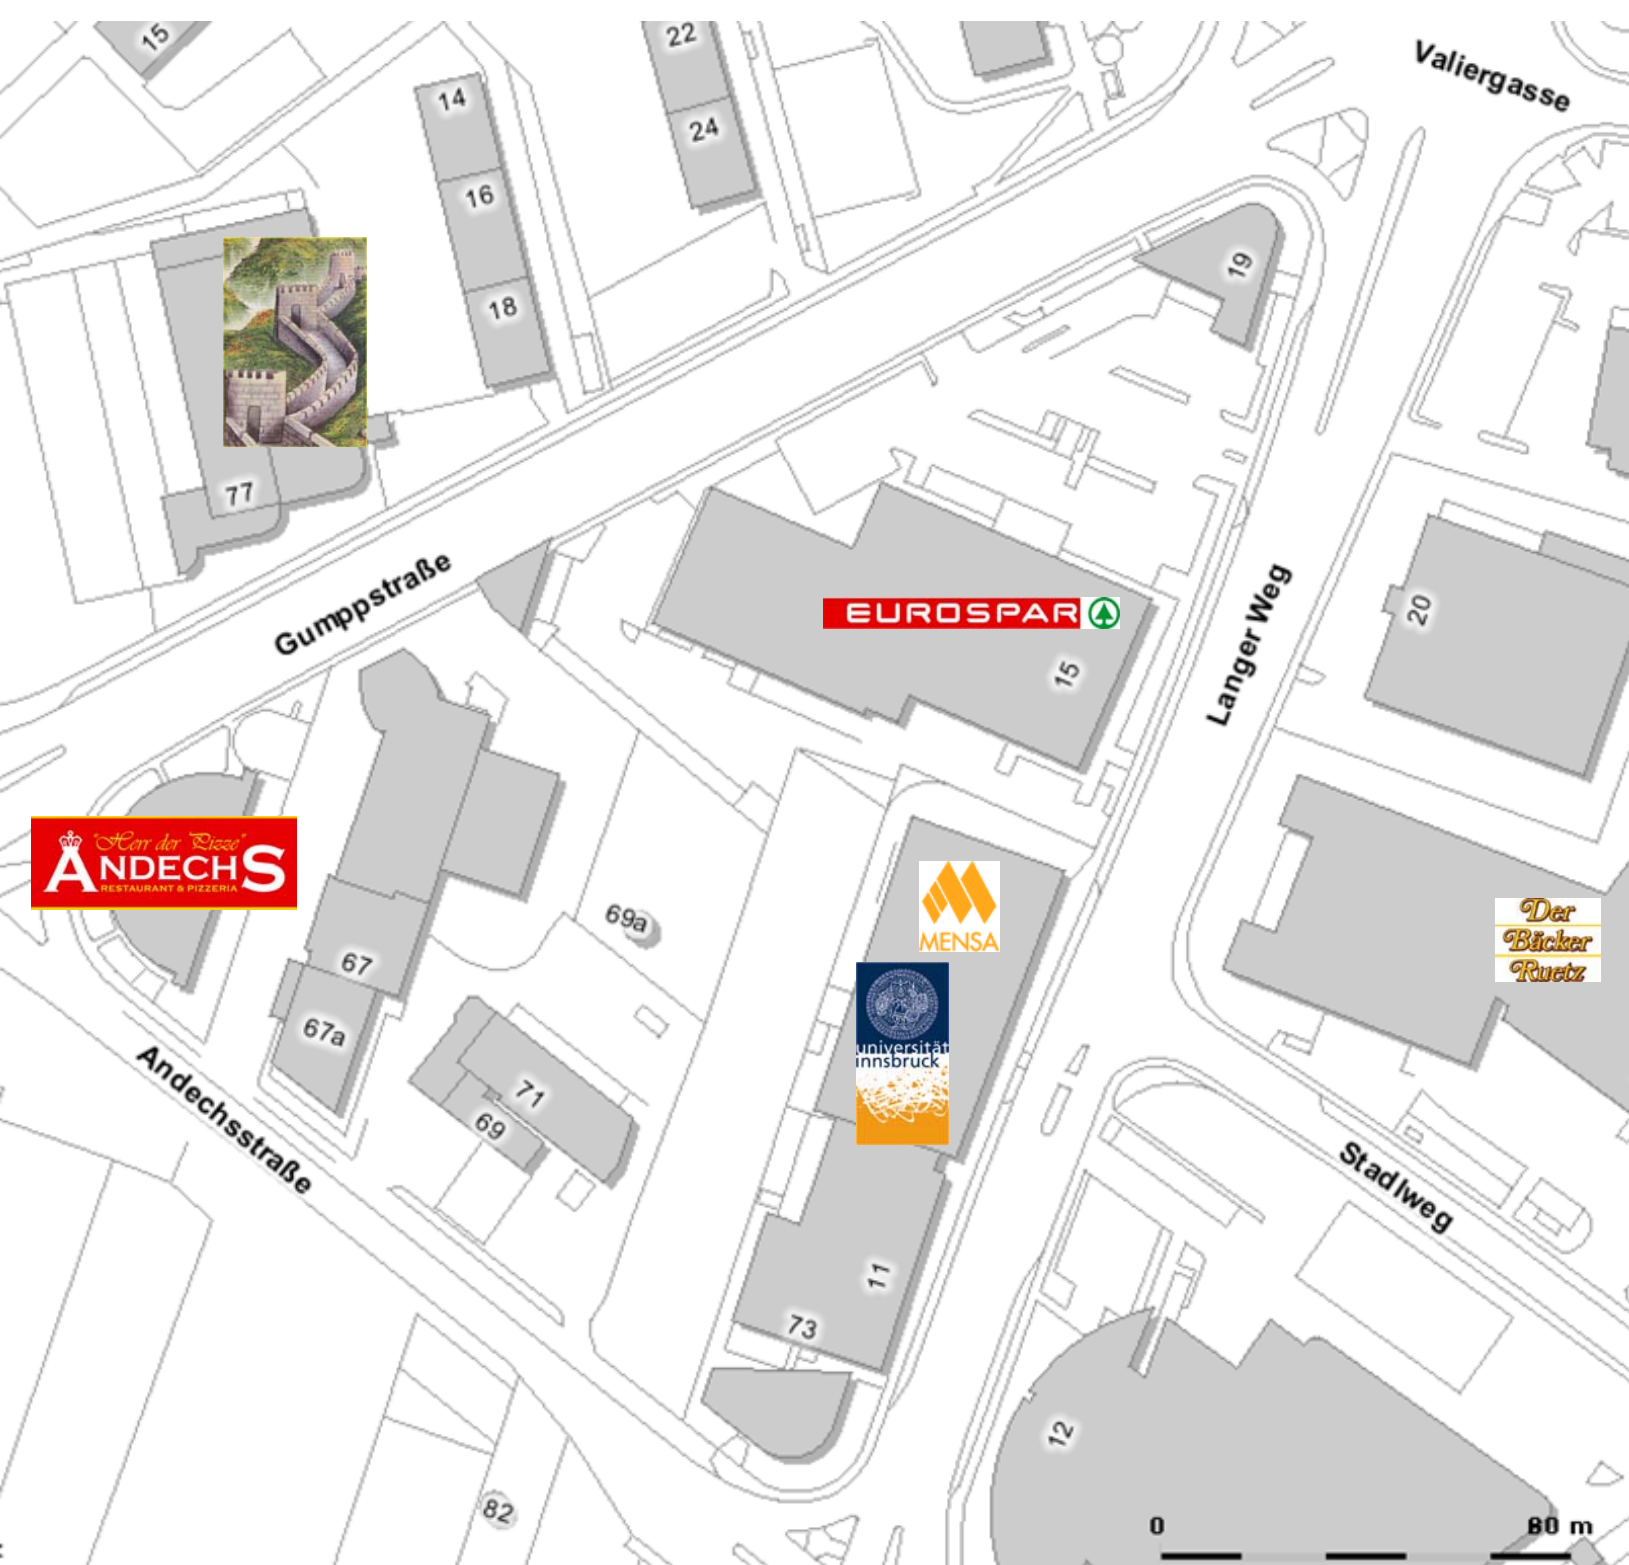 15
22
Valiergasse
14
24
16
19
18
77
Gumppstraße
EUROSPAR
15
20
Langer Weg
"Herr der Pizze"
ANDECHS
RESTAURANT & PIZZERIA
69a
67
67a
MENSA
universität
innsbruck
Der
Bäcker
Ruetz
71
69
Andechsstraße
Stadlweg
11
73
12
82
0
m